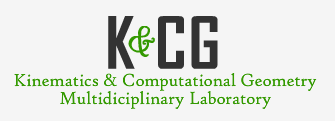 K&CG
Kinematics & Computational Geometry
Multidiciplinary Laboratory